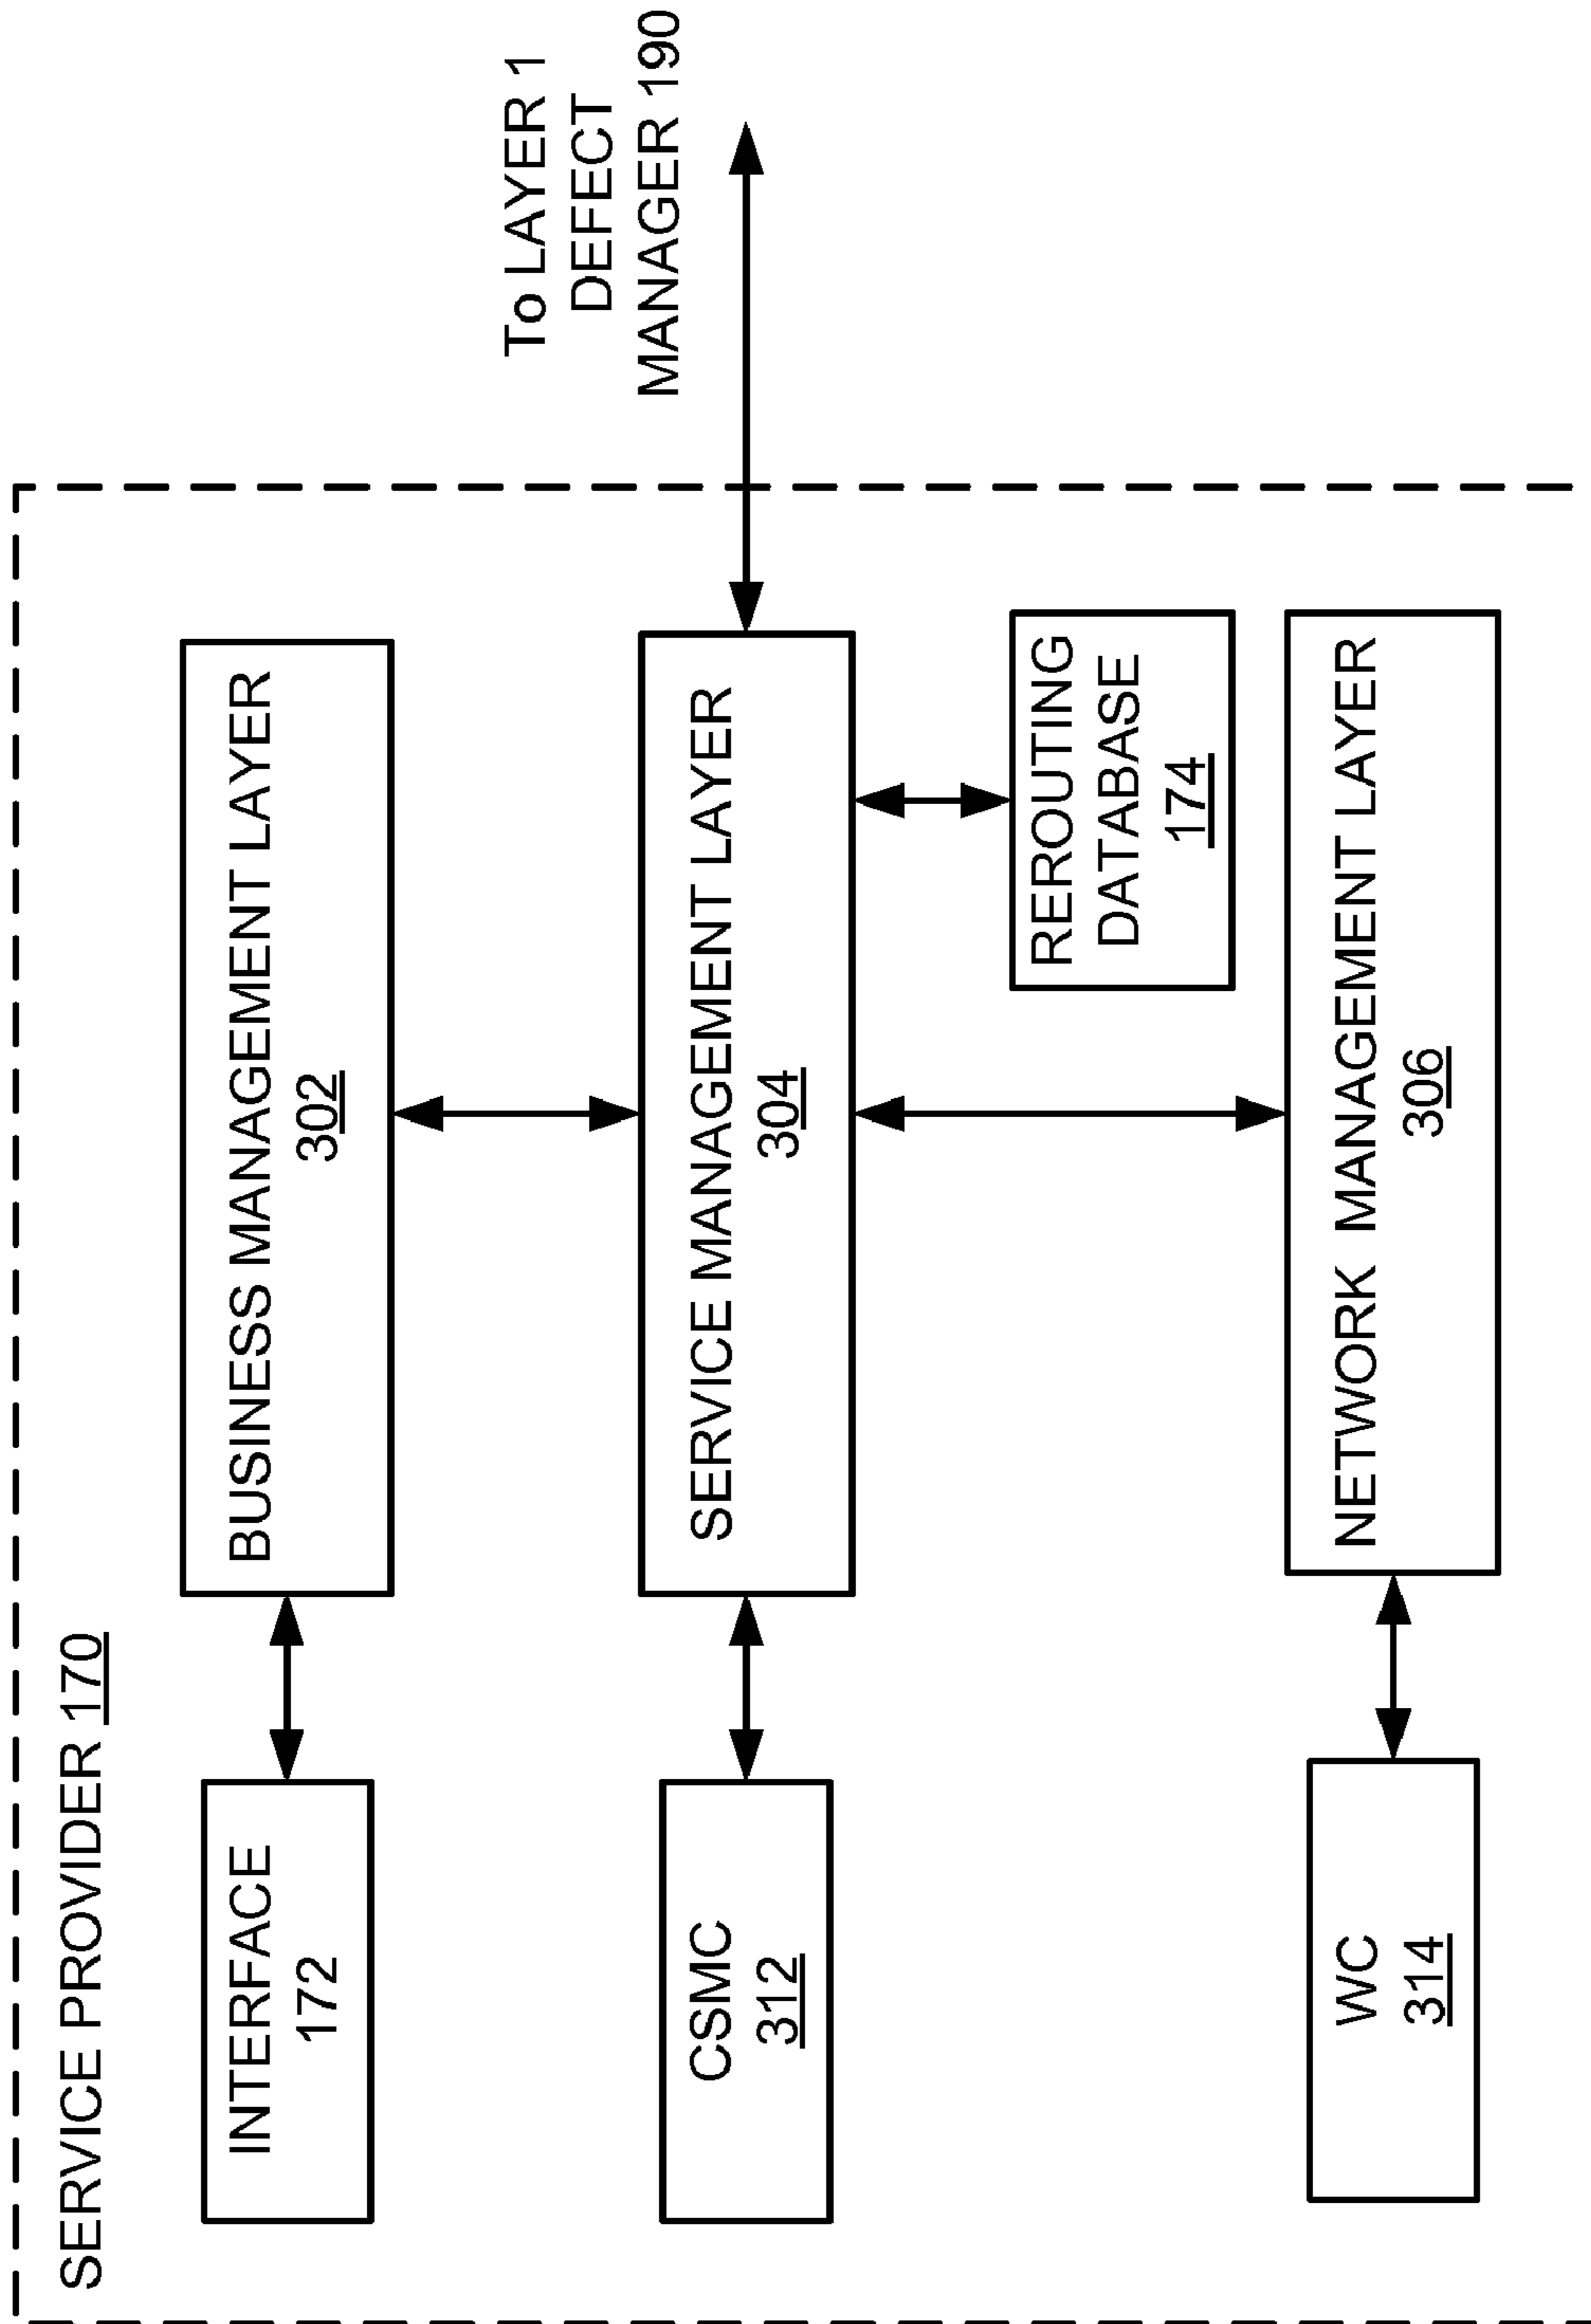 SERVICE PROVIDER 170
INTERFACE
172
BUSINESS MANAGEMENT LAYER
302
To LAYER 1
DEFECT
MANAGER 190
CSMC
312
SERVICE MANAGEMENT LAYER
304
REROUTING
DATABASE
174
WC
314
NETWORK MANAGEMENT LAYER
306